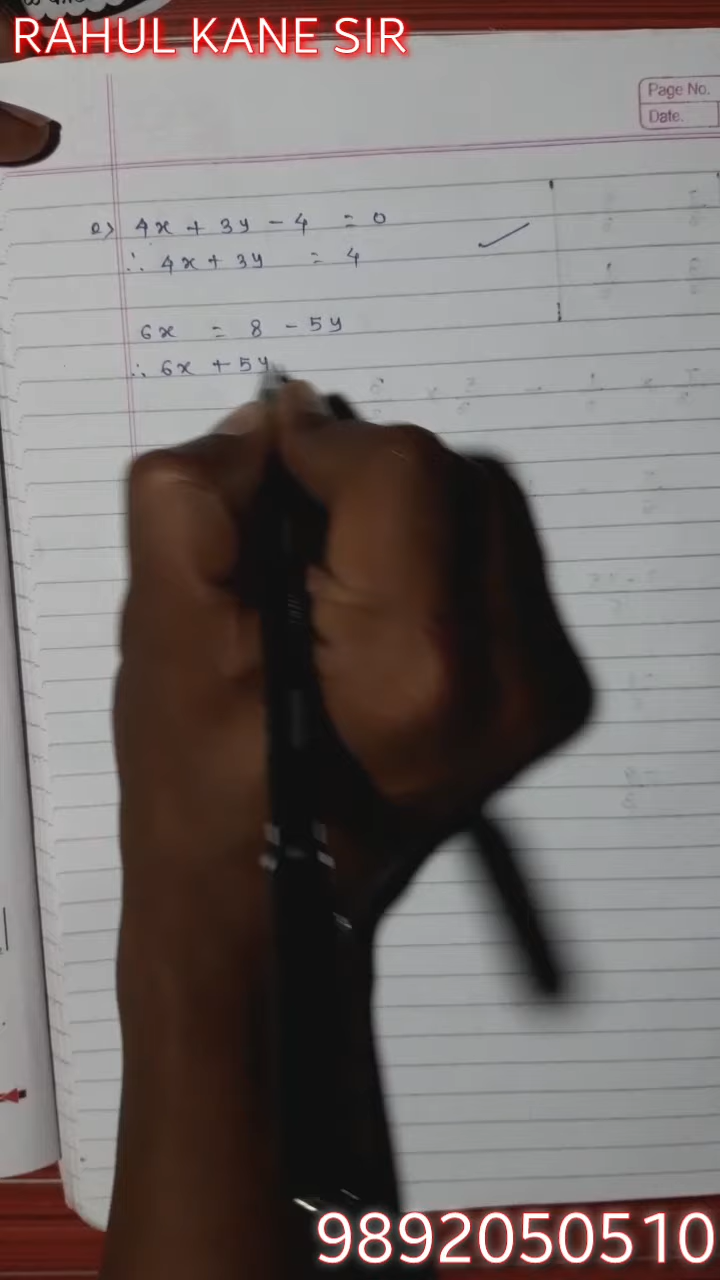 RAHUL KANE SIR
Page No.
Date.
e) 4x + 3y - 4 = 0
∴ 4x + 3y = 4
6x = 8 - 5y
∴ 6x + 5y
9892050510